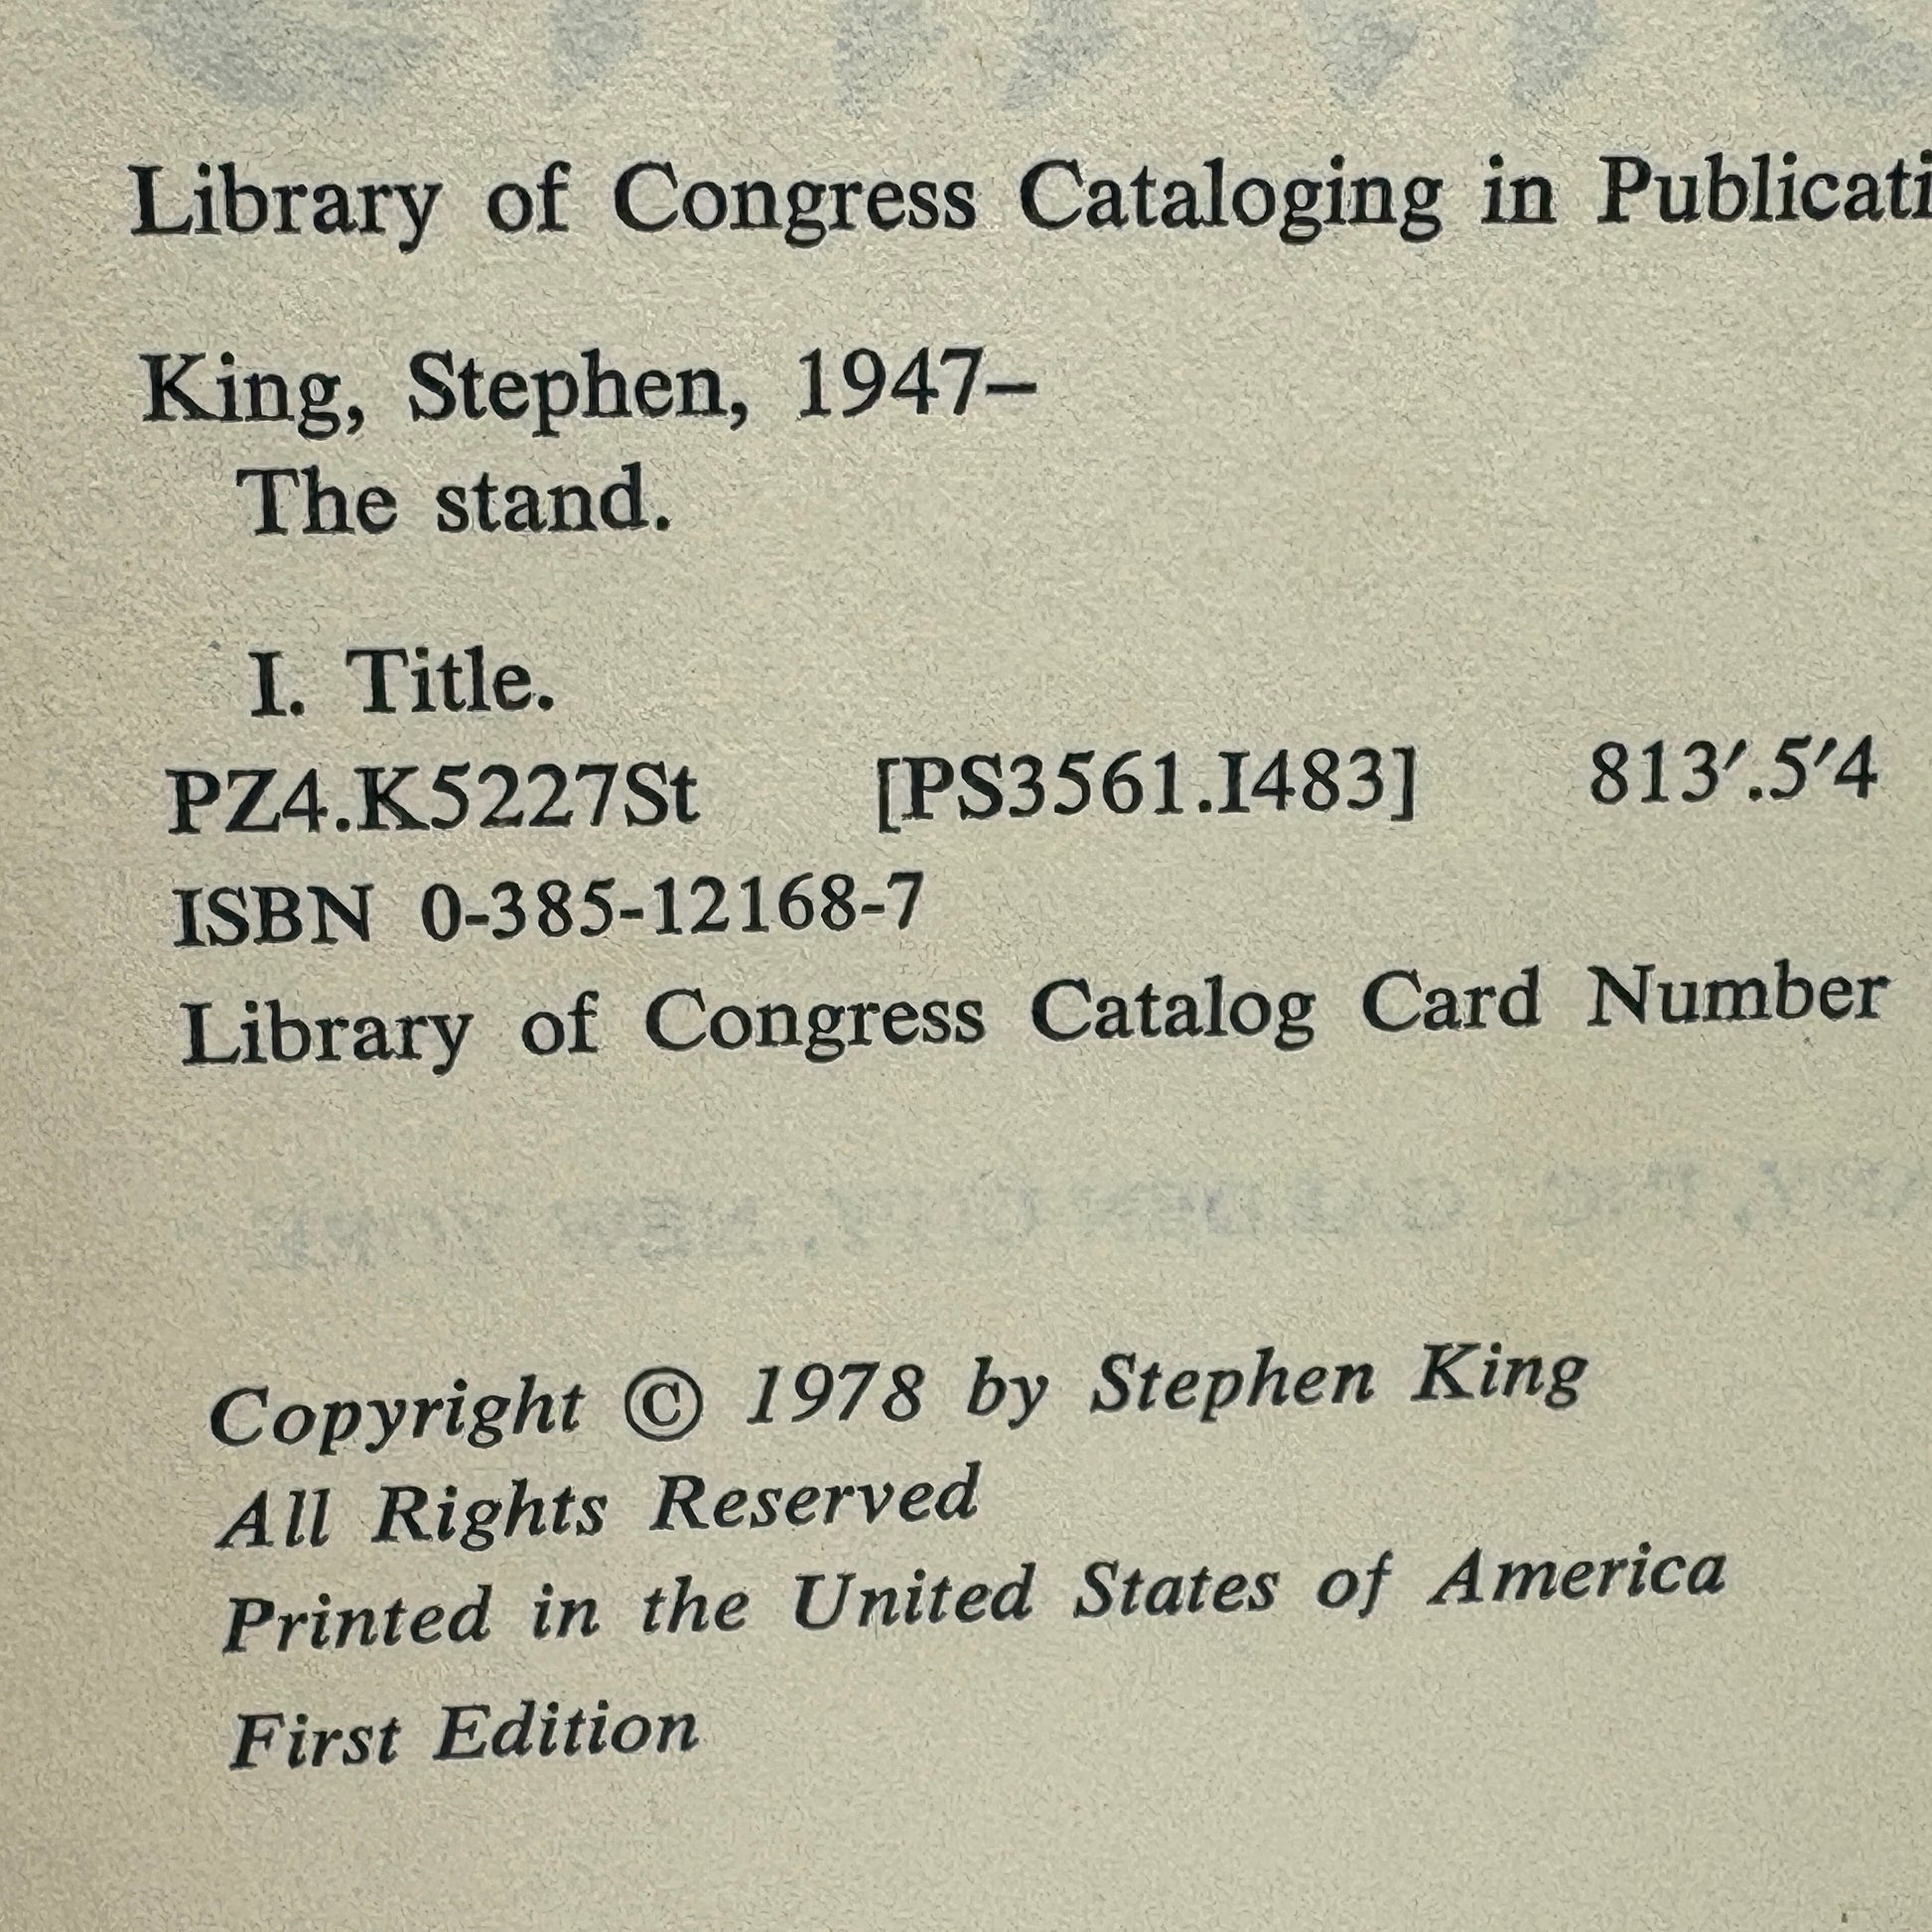 Library of Congress Cataloging in Publicati
King, Stephen, 1947–
The stand.
I. Title.
PZ4.K5227St [PS3561.I483] 813′.5′4
ISBN 0-385-12168-7
Library of Congress Catalog Card Number
Copyright © 1978 by Stephen King
All Rights Reserved
Printed in the United States of America
First Edition